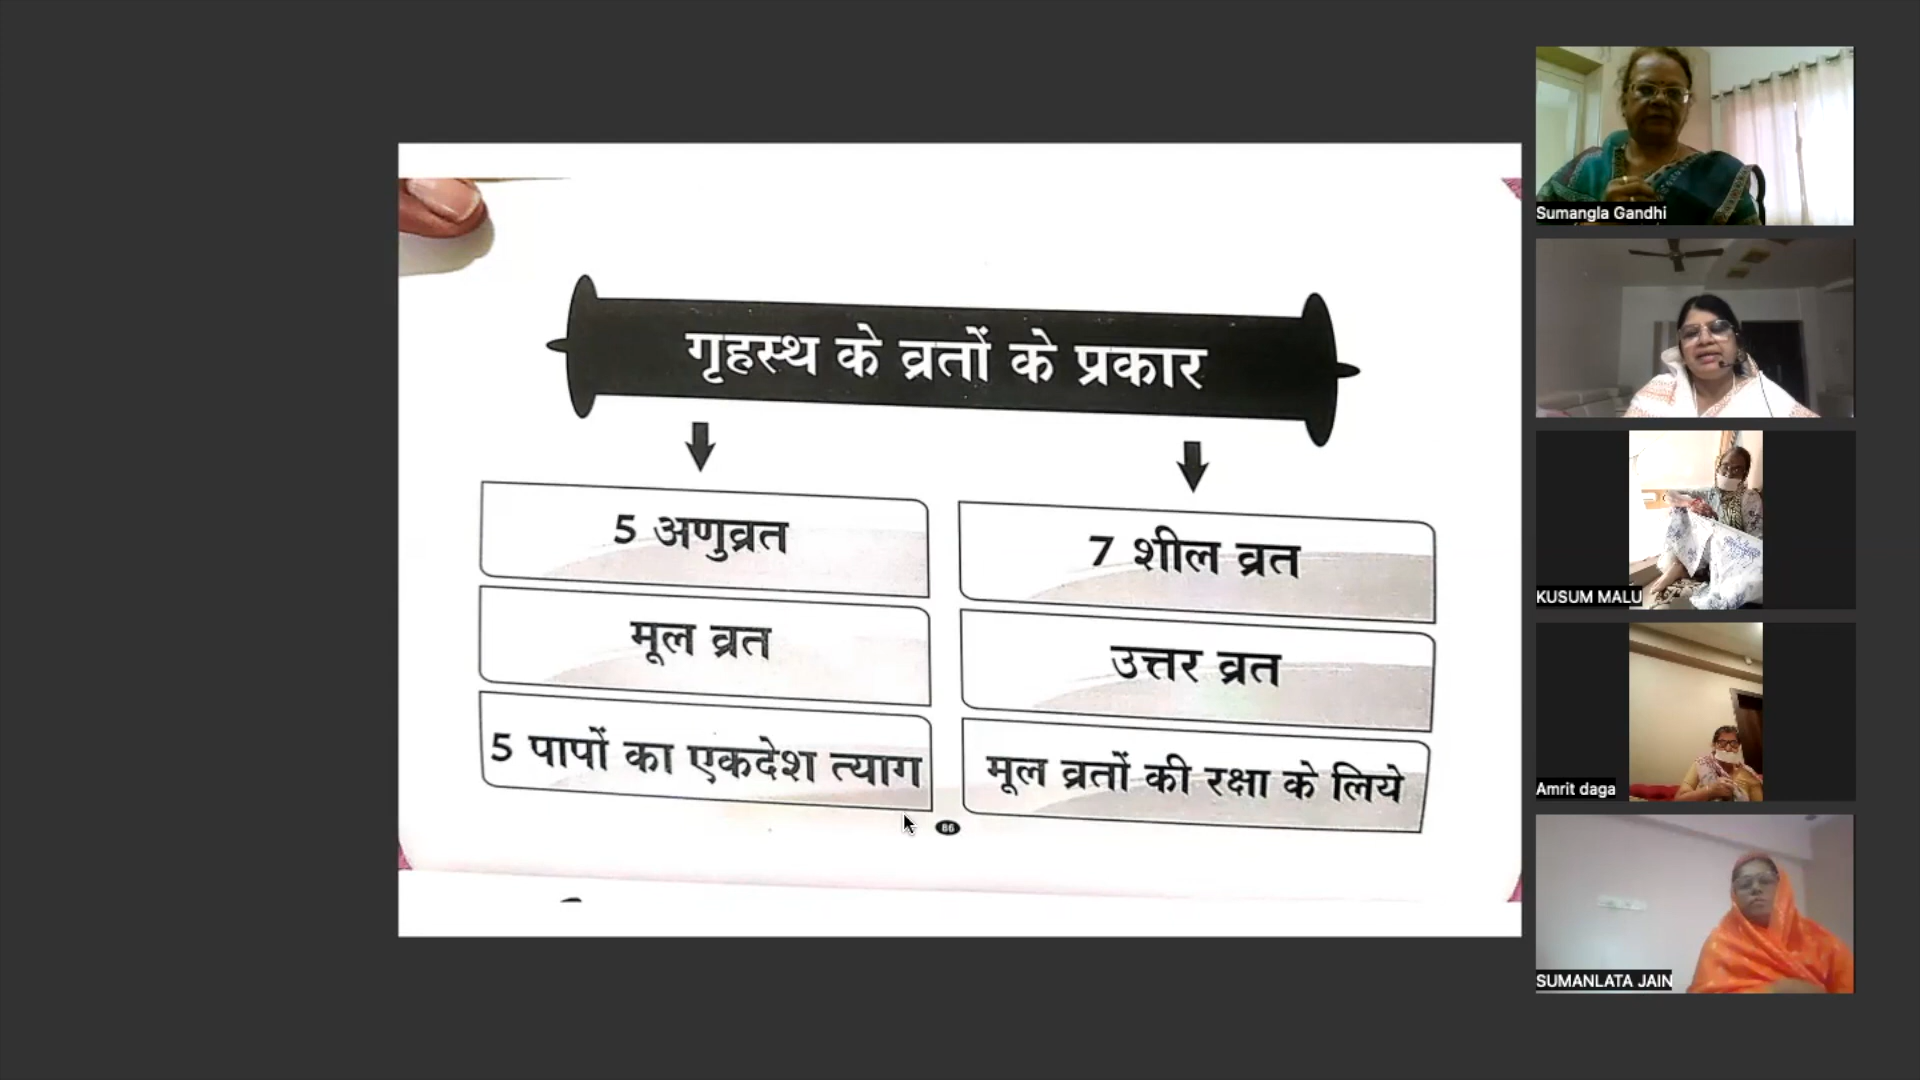 गृहस्थ के व्रतों के प्रकार
5 अणुव्रत
7 शील व्रत
मूल व्रत
उत्तर व्रत
5 पापों का एकदेश त्याग
मूल व्रतों की रक्षा के लिये
86
Sumangla Gandhi
KUSUM MALU
Amrit daga
SUMANLATA JAIN